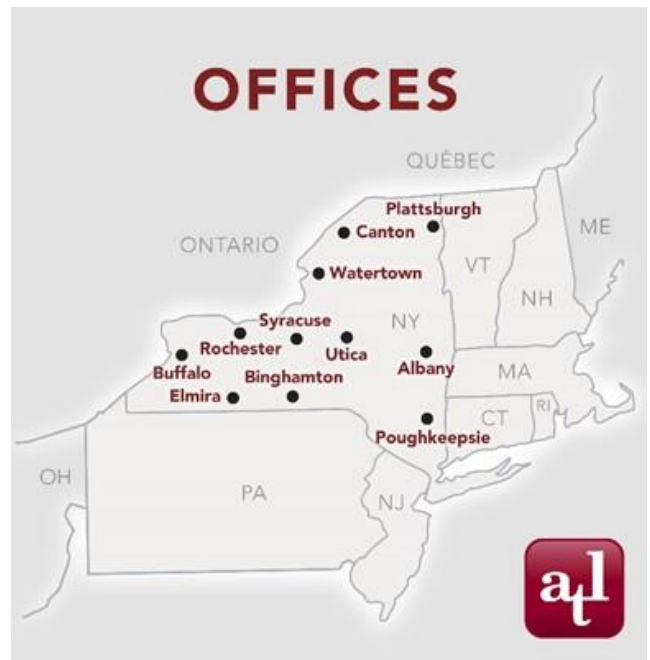 OFFICES
QUÉBEC
Plattsburgh
Canton
ME
ONTARIO
VT
Watertown
NH
Syracuse
NY
Rochester
Utica
Albany
Buffalo
MA
Binghamton
Elmira
RI
CT
Poughkeepsie
OH
PA
NJ
atl